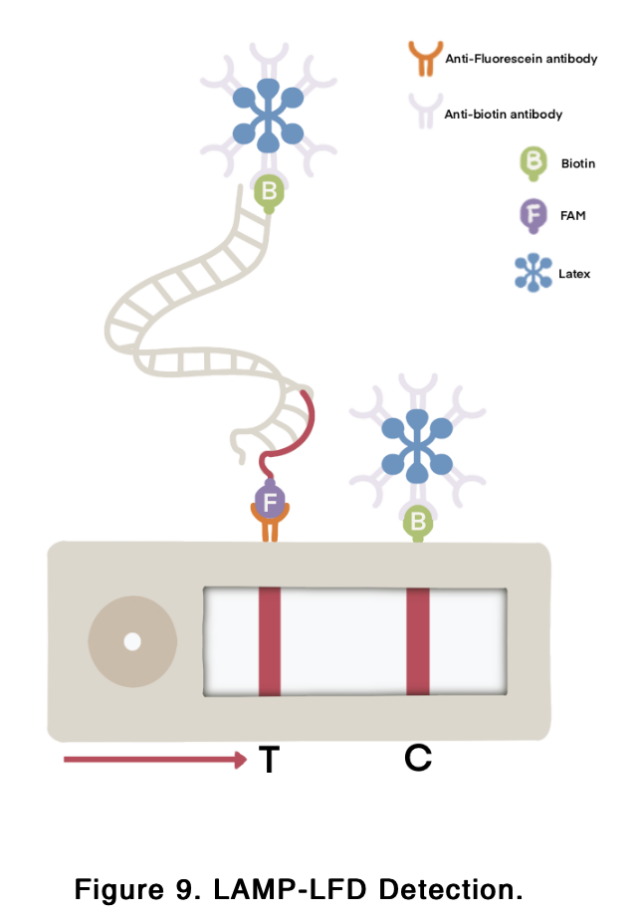 Anti-Fluorescein antibody
Anti-biotin antibody
B
Biotin
F
FAM
Latex
B
F
B
T
C
Figure 9. LAMP-LFD Detection.